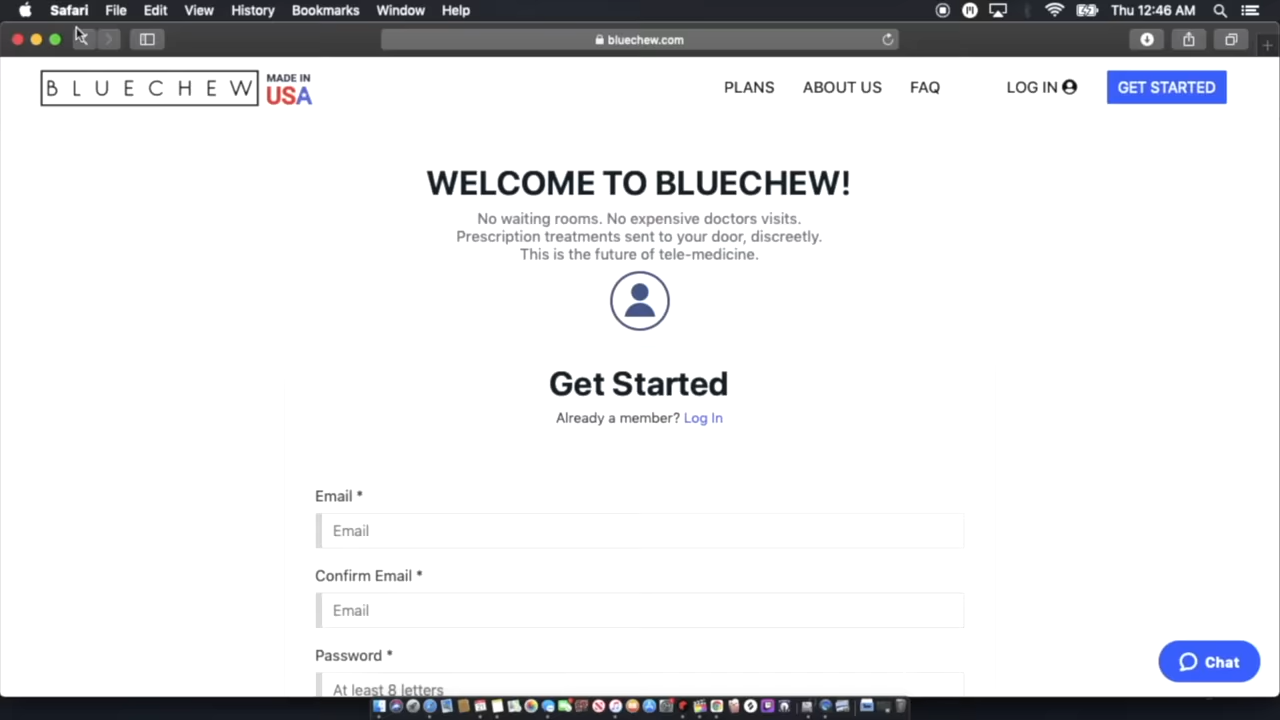 Safari File Edit View History Bookmarks Window Help Thu 12:46 AM
bluechew.com
BLUECHEW MADE IN USA PLANS ABOUT US FAQ LOG IN GET STARTED
WELCOME TO BLUECHEW!
No waiting rooms. No expensive doctors visits.
Prescription treatments sent to your door, discreetly.
This is the future of tele-medicine.
Get Started
Already a member? Log In
Email *
Email
Confirm Email *
Email
Password *
At least 8 letters
Chat